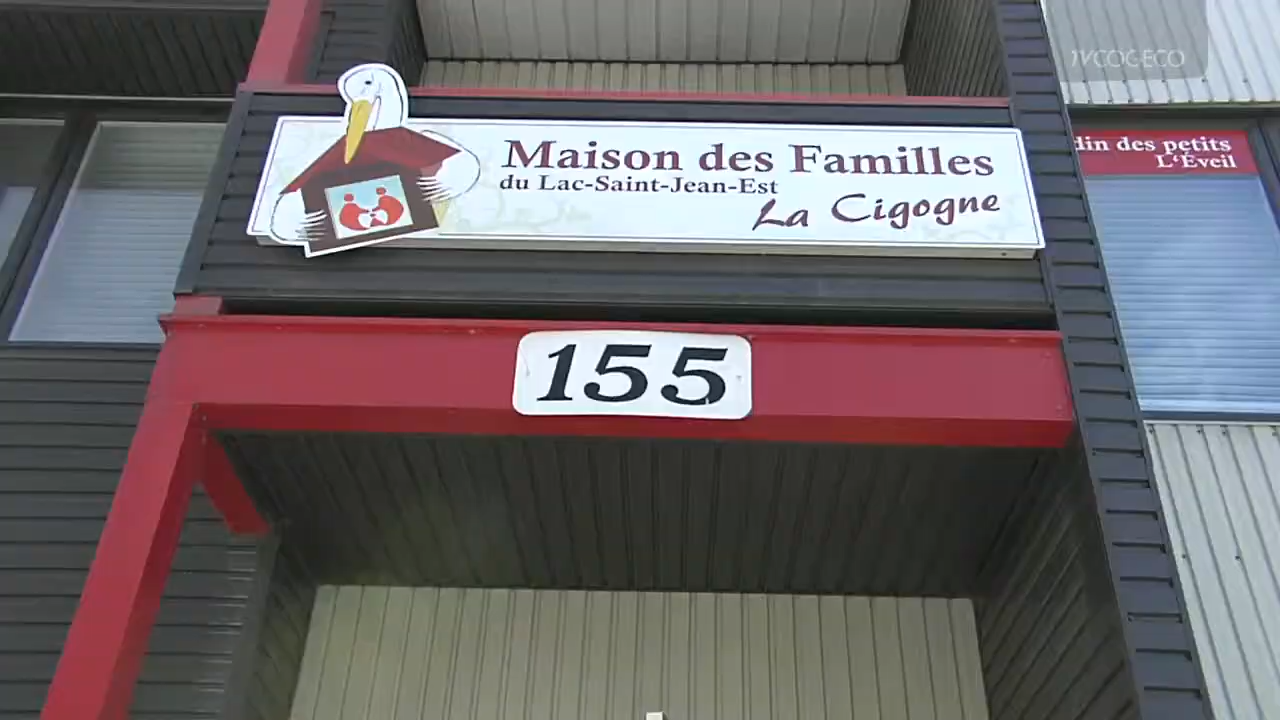 TVCOGECO
Maison des Familles
du Lac-Saint-Jean-Est
La Cigogne
din des petits
L'Éveil
155